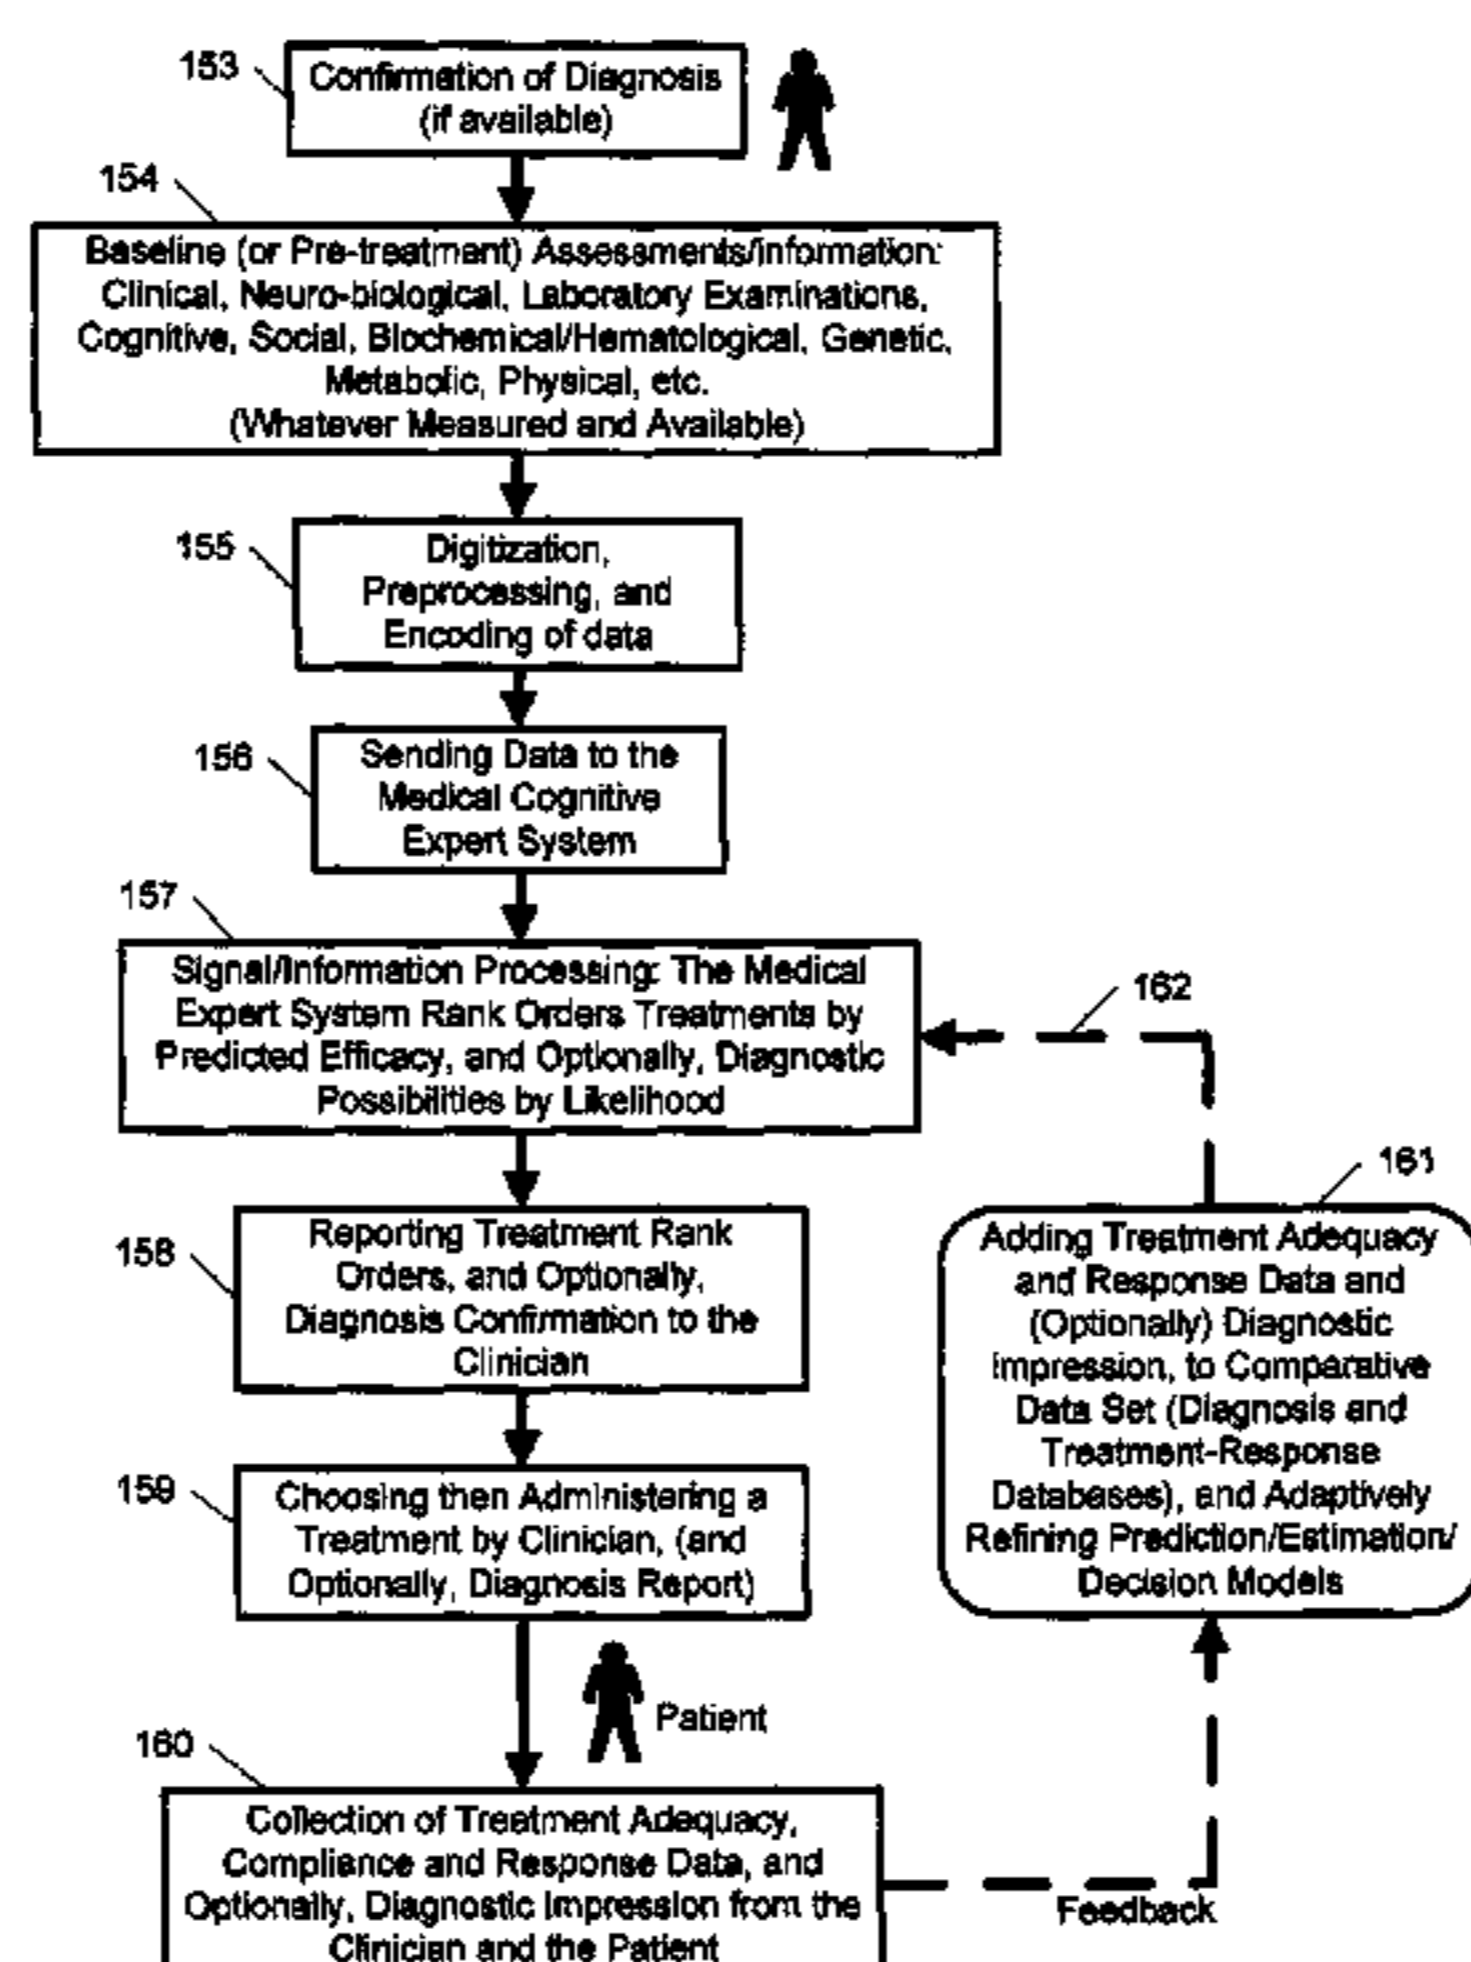 153
Confirmation of Diagnosis
(if available)
154
Baseline (or Pre-treatment) Assessments/information:
Clinical, Neuro-biological, Laboratory Examinations,
Cognitive, Social, Biochemical/Hematological, Genetic,
Metabolic, Physical, etc.
(Whatever Measured and Available)
155
Digitization,
Preprocessing, and
Encoding of data
156
Sending Data to the
Medical Cognitive
Expert System
157
Signal/Information Processing: The Medical
Expert System Rank Orders Treatments by
Predicted Efficacy, and Optionally, Diagnostic
Possibilities by Likelihood
162
158
Reporting Treatment Rank
Orders, and Optionally,
Diagnosis Confirmation to the
Clinician
161
Adding Treatment Adequacy
and Response Data and
(Optionally) Diagnostic
Impression, to Comparative
Data Set (Diagnosis and
Treatment-Response
Databases), and Adaptively
Refining Prediction/Estimation/
Decision Models
159
Choosing then Administering a
Treatment by Clinician, (and
Optionally, Diagnosis Report)
Patient
160
Collection of Treatment Adequacy,
Compliance and Response Data, and
Optionally, Diagnostic Impression from the
Clinician and the Patient
Feedback